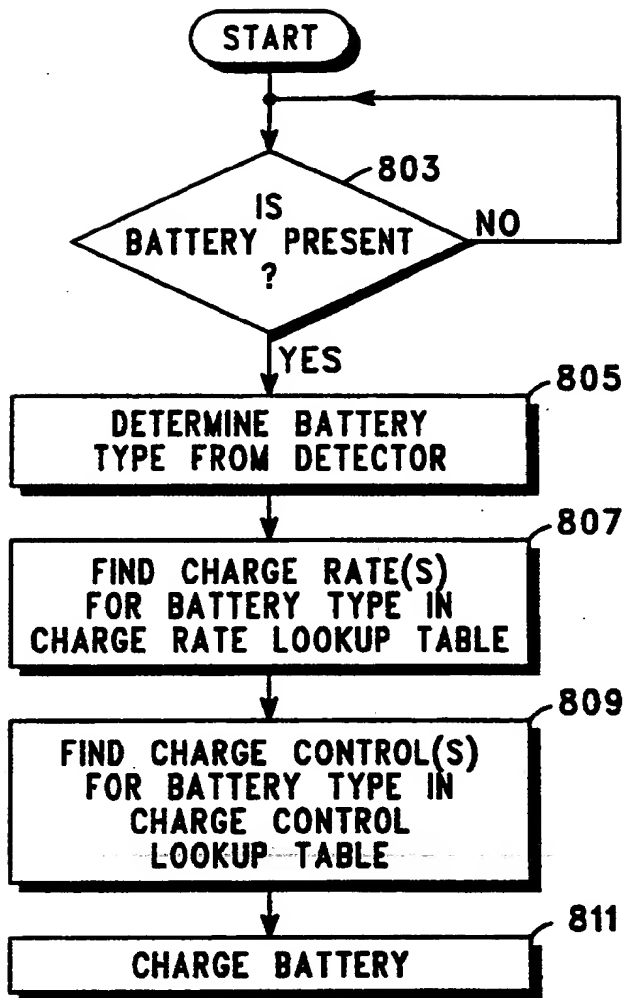 START
803
IS
BATTERY PRESENT
?
NO
YES
805
DETERMINE BATTERY
TYPE FROM DETECTOR
807
FIND CHARGE RATE(S)
FOR BATTERY TYPE IN
CHARGE RATE LOOKUP TABLE
809
FIND CHARGE CONTROL(S)
FOR BATTERY TYPE IN
CHARGE CONTROL
LOOKUP TABLE
811
CHARGE BATTERY